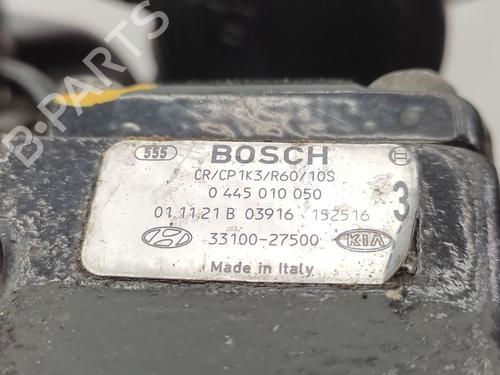 555 BOSCH
CR/CP1K3/R60/10S
0 445 010 050
01.11.21 B 03916 152516 3
33100-27500 KIA
Made in Italy
B-PARTS